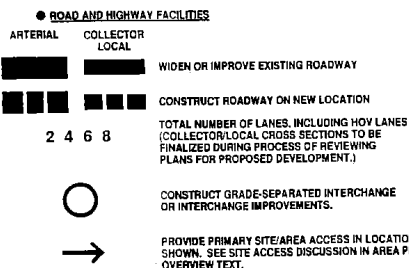 ● ROAD AND HIGHWAY FACILITIES
ARTERIAL COLLECTOR
LOCAL
WIDEN OR IMPROVE EXISTING ROADWAY
CONSTRUCT ROADWAY ON NEW LOCATION
2 4 6 8
TOTAL NUMBER OF LANES, INCLUDING HOV LANES
(COLLECTOR/LOCAL CROSS SECTIONS TO BE
FINALIZED DURING PROCESS OF REVIEWING
PLANS FOR PROPOSED DEVELOPMENT.)
CONSTRUCT GRADE-SEPARATED INTERCHANGE
OR INTERCHANGE IMPROVEMENTS.
PROVIDE PRIMARY SITE/AREA ACCESS IN LOCATIO
SHOWN. SEE SITE ACCESS DISCUSSION IN AREA P
OVERVIEW TEXT.